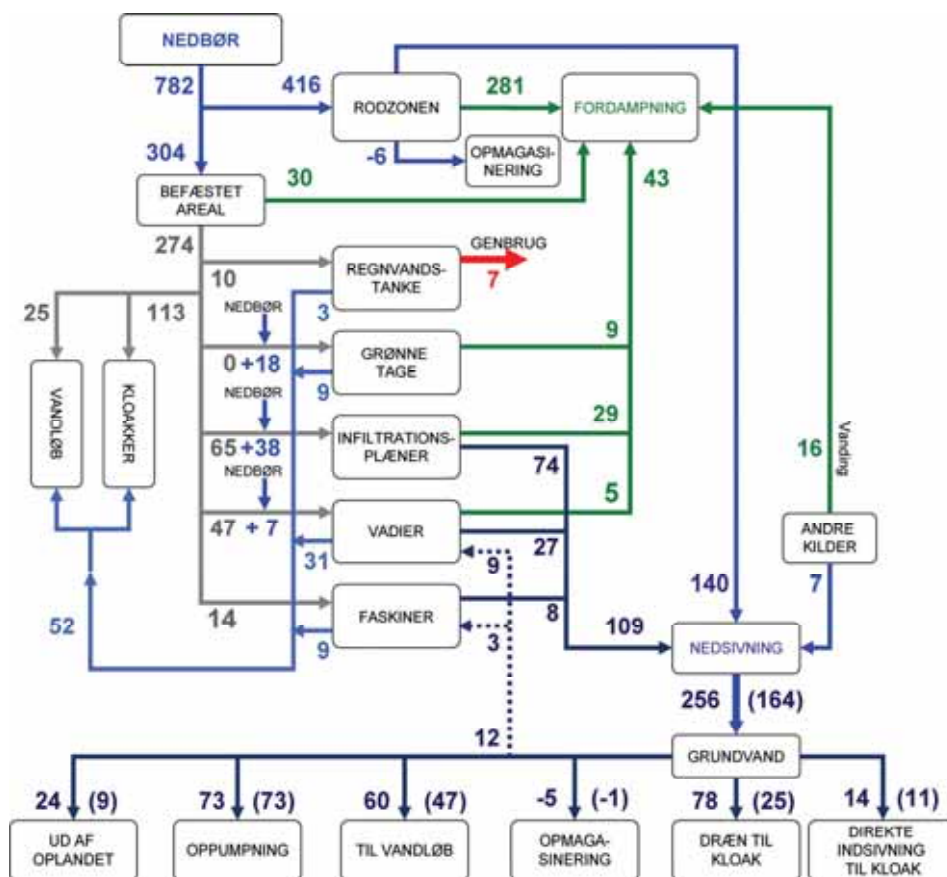 NEDBØR
782
416
RODZONEN
281
FORDAMPNING
-6
OPMAGASI-
NERING
304
BEFÆSTET
AREAL
30
43
274
10
REGNVANDS-
TANKE
GENBRUG
7
3
25
113
NEDBØR
0 +18
GRØNNE
TAGE
9
9
VANDLØB
KLOAKKER
NEDBØR
65 +38
INFILTRATIONS-
PLÆNER
29
74
16
Vanding
NEDBØR
47 + 7
VADIER
5
27
31
9
ANDRE
KILDER
7
140
14
FASKINER
8
9
3
52
109
NEDSIVNING
256 (164)
12
GRUNDVAND
24 (9)
73 (73)
60 (47)
-5 (-1)
78 (25)
14 (11)
UD AF
OPLANDET
OPPUMPNING
TIL VANDLØB
OPMAGA-
SINERING
DRÆN TIL
KLOAK
DIREKTE
INDSIVNING
TIL KLOAK